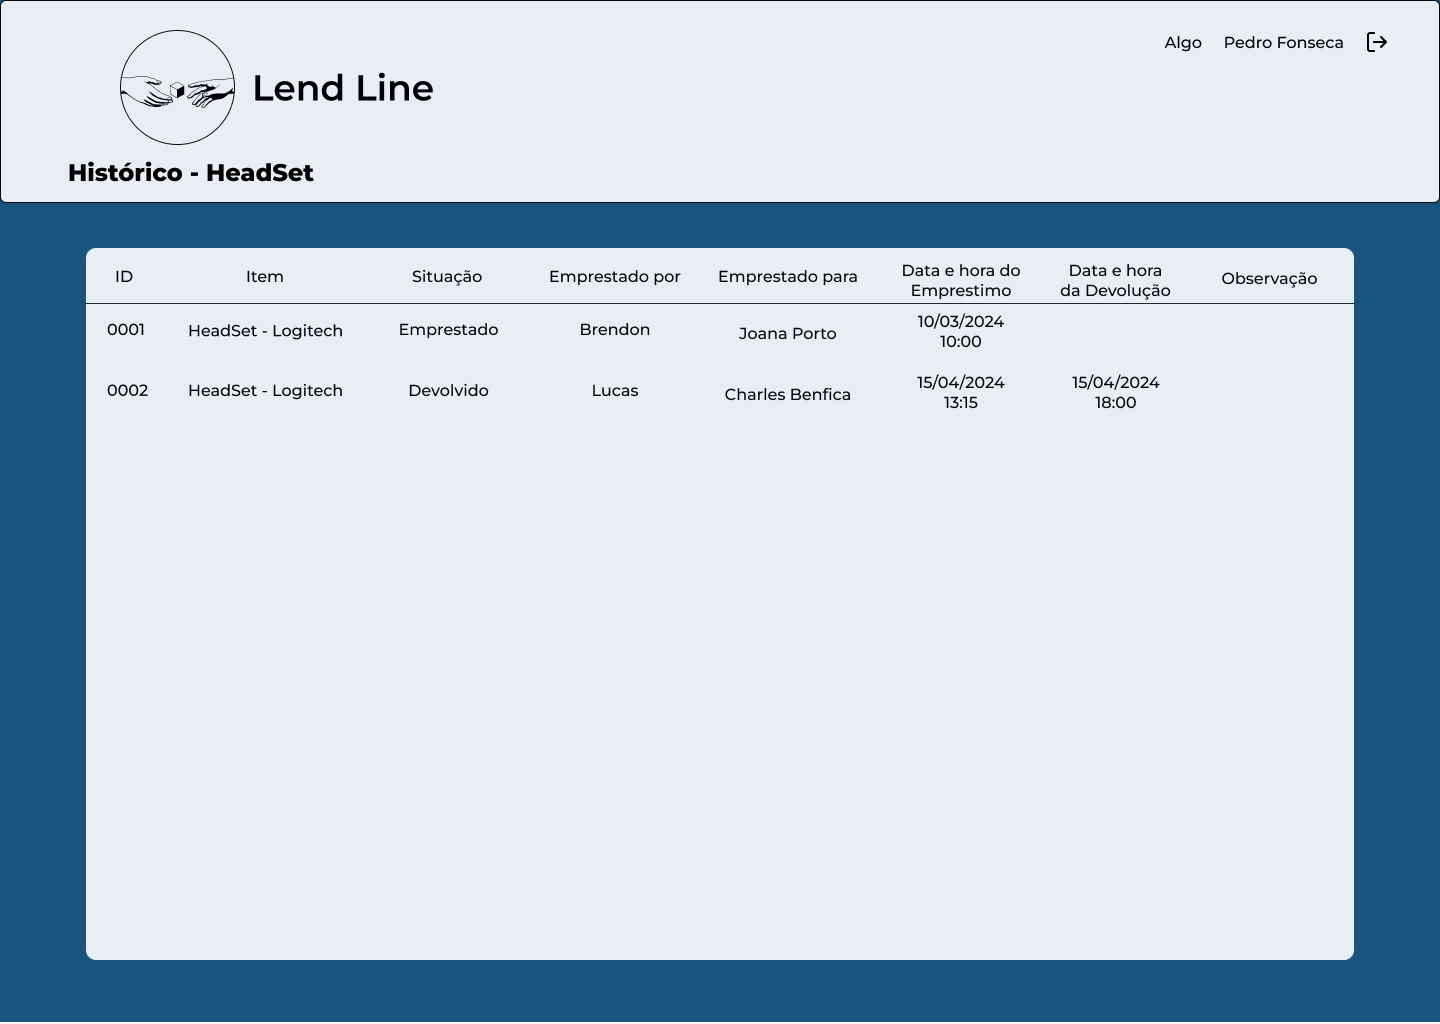 Algo Pedro Fonseca
Lend Line
Histórico - HeadSet
ID Item Situação Emprestado por Emprestado para Data e hora do Data e hora Observação
Emprestimo da Devolução
0001 HeadSet - Logitech Emprestado Brendon Joana Porto 10/03/2024
10:00
0002 HeadSet - Logitech Devolvido Lucas Charles Benfica 15/04/2024 15/04/2024
13:15 18:00